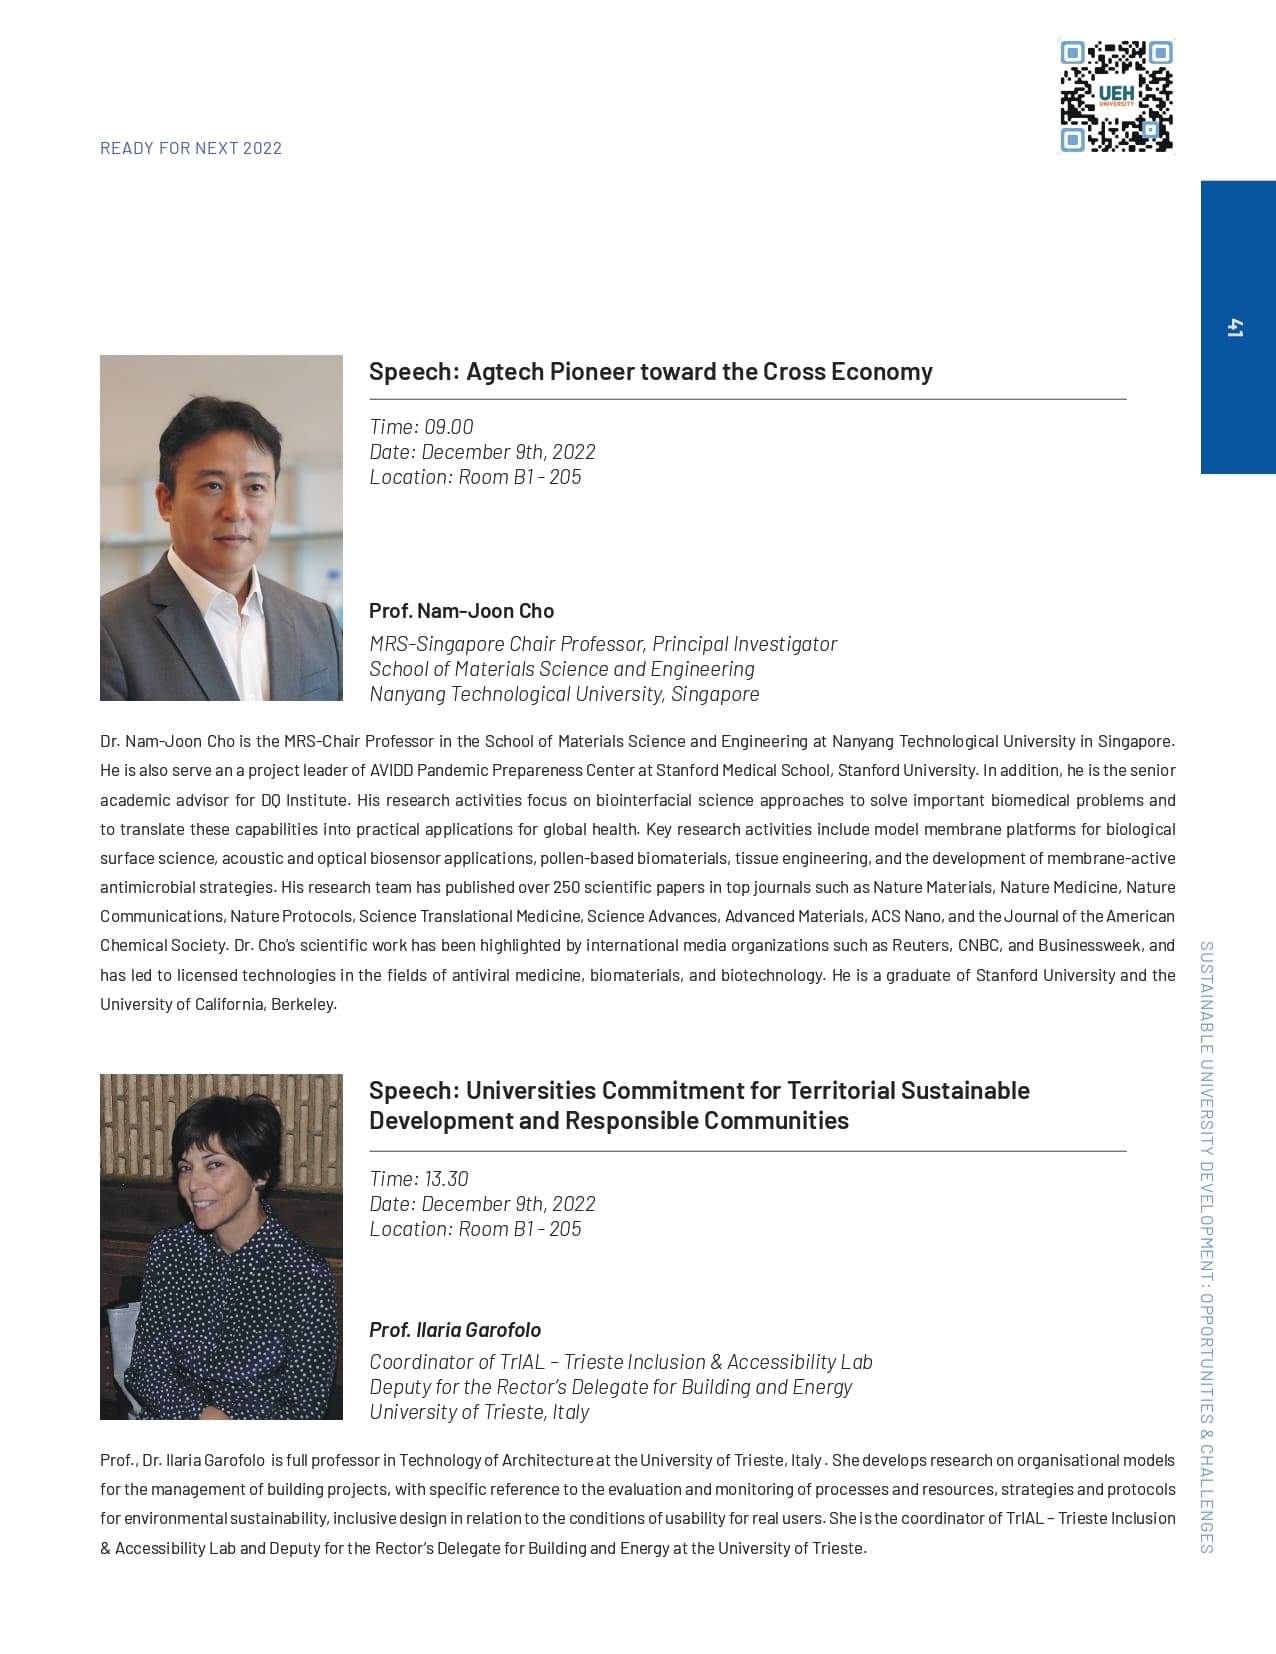 UEH
UNIVERSITY
READY FOR NEXT 2022
41
Speech: Agtech Pioneer toward the Cross Economy
Time: 09.00
Date: December 9th, 2022
Location: Room B1 - 205
Prof. Nam-Joon Cho
MRS-Singapore Chair Professor, Principal Investigator
School of Materials Science and Engineering
Nanyang Technological University, Singapore
Dr. Nam-Joon Cho is the MRS-Chair Professor in the School of Materials Science and Engineering at Nanyang Technological University in Singapore.
He is also serve an a project leader of AVIDD Pandemic Prepareness Center at Stanford Medical School, Stanford University. In addition, he is the senior
academic advisor for DQ Institute. His research activities focus on biointerfacial science approaches to solve important biomedical problems and
to translate these capabilities into practical applications for global health. Key research activities include model membrane platforms for biological
surface science, acoustic and optical biosensor applications, pollen-based biomaterials, tissue engineering, and the development of membrane-active
antimicrobial strategies. His research team has published over 250 scientific papers in top journals such as Nature Materials, Nature Medicine, Nature
Communications, Nature Protocols, Science Translational Medicine, Science Advances, Advanced Materials, ACS Nano, and the Journal of the American
Chemical Society. Dr. Cho's scientific work has been highlighted by international media organizations such as Reuters, CNBC, and Businessweek, and
has led to licensed technologies in the fields of antiviral medicine, biomaterials, and biotechnology. He is a graduate of Stanford University and the
University of California, Berkeley.
Speech: Universities Commitment for Territorial Sustainable
Development and Responsible Communities
Time: 13.30
Date: December 9th, 2022
Location: Room B1 - 205
Prof. Ilaria Garofolo
Coordinator of TrIAL – Trieste Inclusion & Accessibility Lab
Deputy for the Rector's Delegate for Building and Energy
University of Trieste, Italy
Prof., Dr. Ilaria Garofolo is full professor in Technology of Architecture at the University of Trieste, Italy . She develops research on organisational models
for the management of building projects, with specific reference to the evaluation and monitoring of processes and resources, strategies and protocols
for environmental sustainability, inclusive design in relation to the conditions of usability for real users. She is the coordinator of TrIAL – Trieste Inclusion
& Accessibility Lab and Deputy for the Rector's Delegate for Building and Energy at the University of Trieste.
SUSTAINABLE UNIVERSITY DEVELOPMENT: OPPORTUNITIES & CHALLENGES